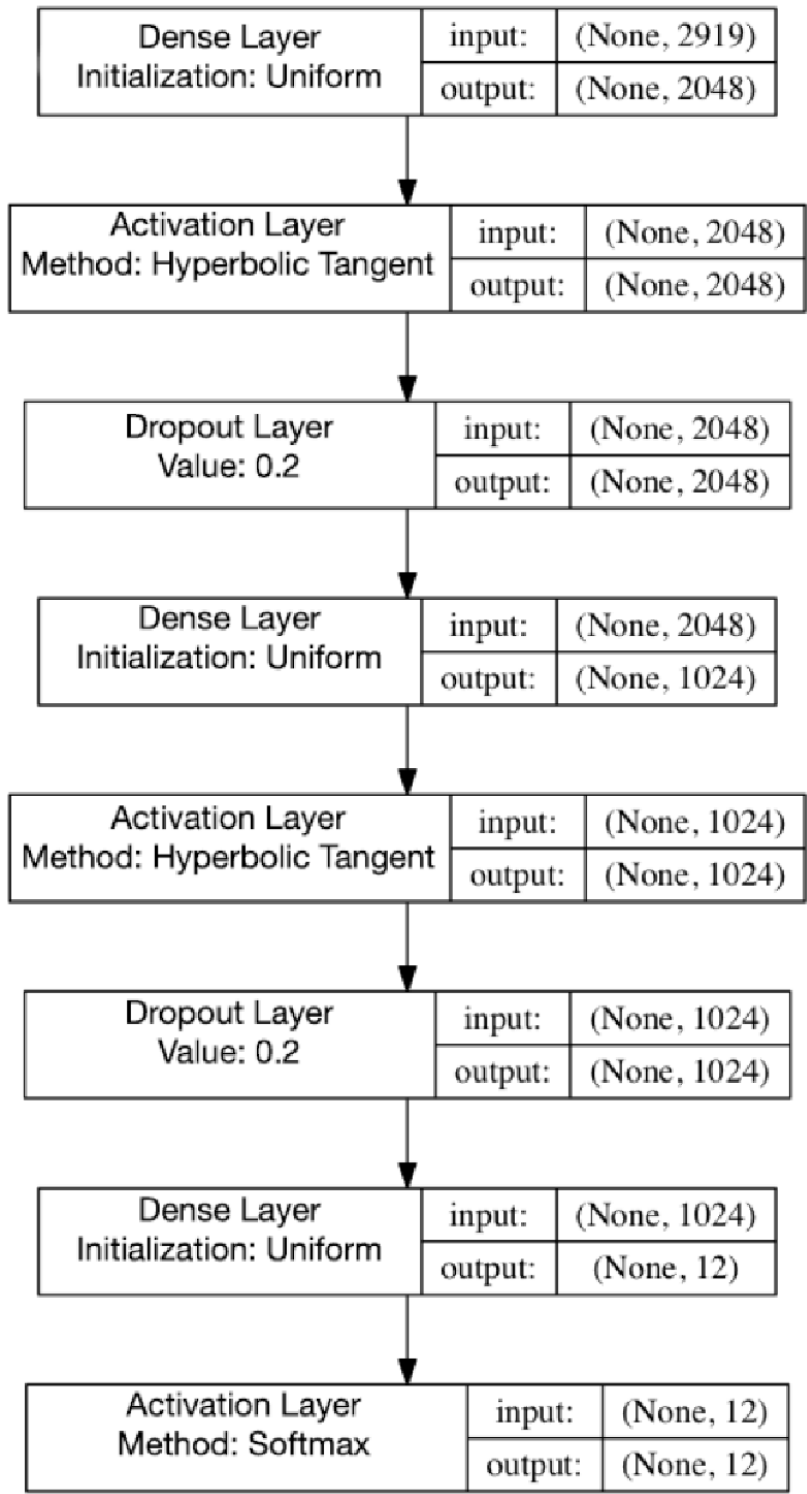 Dense Layer
Initialization: Uniform
input: (None, 2919)
output: (None, 2048)
Activation Layer
Method: Hyperbolic Tangent
input: (None, 2048)
output: (None, 2048)
Dropout Layer
Value: 0.2
input: (None, 2048)
output: (None, 2048)
Dense Layer
Initialization: Uniform
input: (None, 2048)
output: (None, 1024)
Activation Layer
Method: Hyperbolic Tangent
input: (None, 1024)
output: (None, 1024)
Dropout Layer
Value: 0.2
input: (None, 1024)
output: (None, 1024)
Dense Layer
Initialization: Uniform
input: (None, 1024)
output: (None, 12)
Activation Layer
Method: Softmax
input: (None, 12)
output: (None, 12)